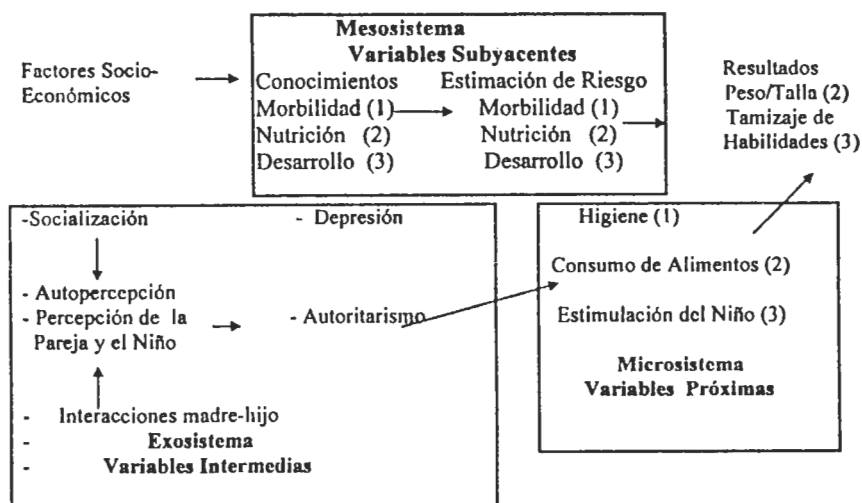 Mesosistema
Variables Subyacentes
Factores Socio-
Económicos
Conocimientos Estimación de Riesgo
Morbilidad (1) Morbilidad (1)
Nutrición (2) Nutrición (2)
Desarrollo (3) Desarrollo (3)
Resultados
Peso/Talla (2)
Tamizaje de
Habilidades (3)
-Socialización - Depresión
- Autopercepción
- Percepción de la
Pareja y el Niño
- Autoritarismo
- Interacciones madre-hijo
- Exosistema
- Variables Intermedias
Higiene (1)
Consumo de Alimentos (2)
Estimulación del Niño (3)
Microsistema
Variables Próximas